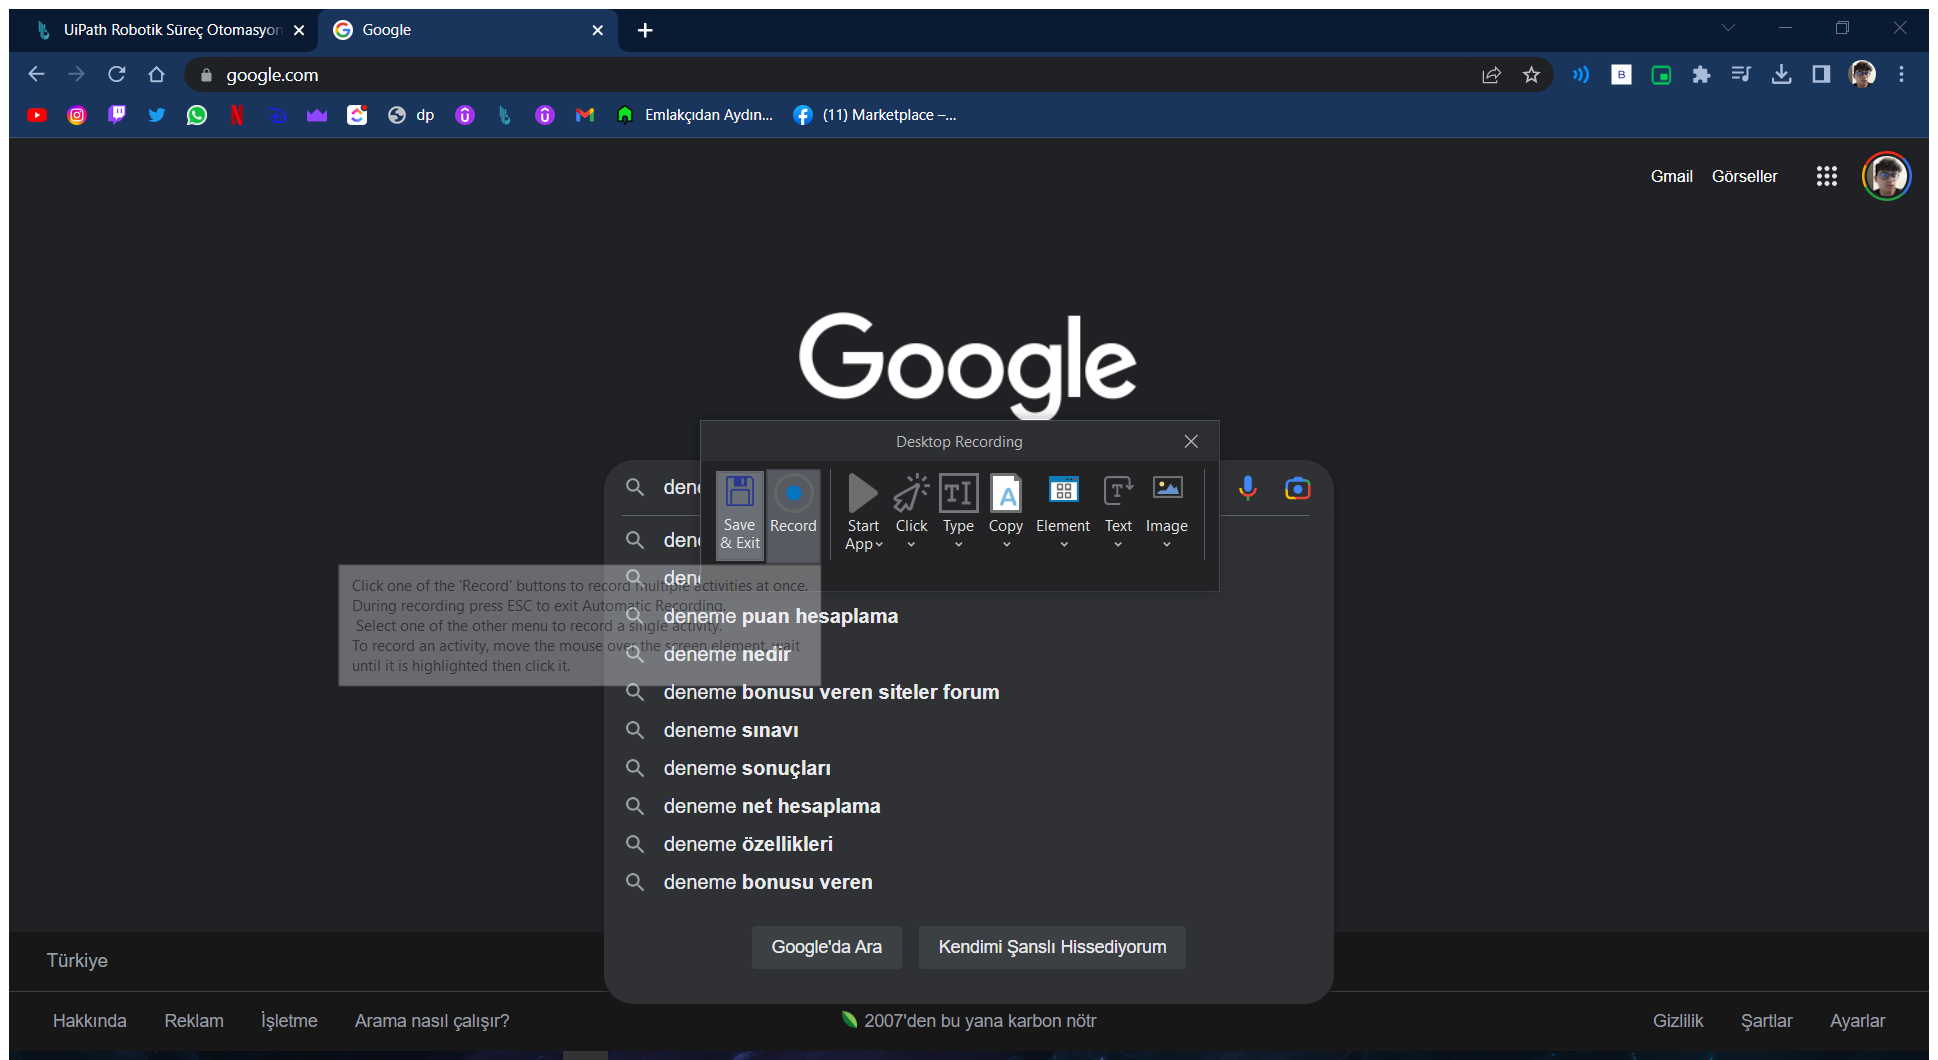 UiPath Robotik Süreç Otomasyon
Google
google.com
B
dp
Emlakçıdan Aydın...
(11) Marketplace –...
Gmail
Görseller
Google
Desktop Recording
Save & Exit
Record
Start App
Click
Type
Copy
Element
Text
Image
Click one of the 'Record' buttons to record multiple activities at once.
During recording press ESC to exit Automatic Recording.
Select one of the other menu to record a single activity.
To record an activity, move the mouse over the screen element, wait
until it is highlighted then click it.
deneme puan hesaplama
deneme nedir
deneme bonusu veren siteler forum
deneme sınavı
deneme sonuçları
deneme net hesaplama
deneme özellikleri
deneme bonusu veren
Google'da Ara
Kendimi Şanslı Hissediyorum
Türkiye
Hakkında
Reklam
İşletme
Arama nasıl çalışır?
2007'den bu yana karbon nötr
Gizlilik
Şartlar
Ayarlar